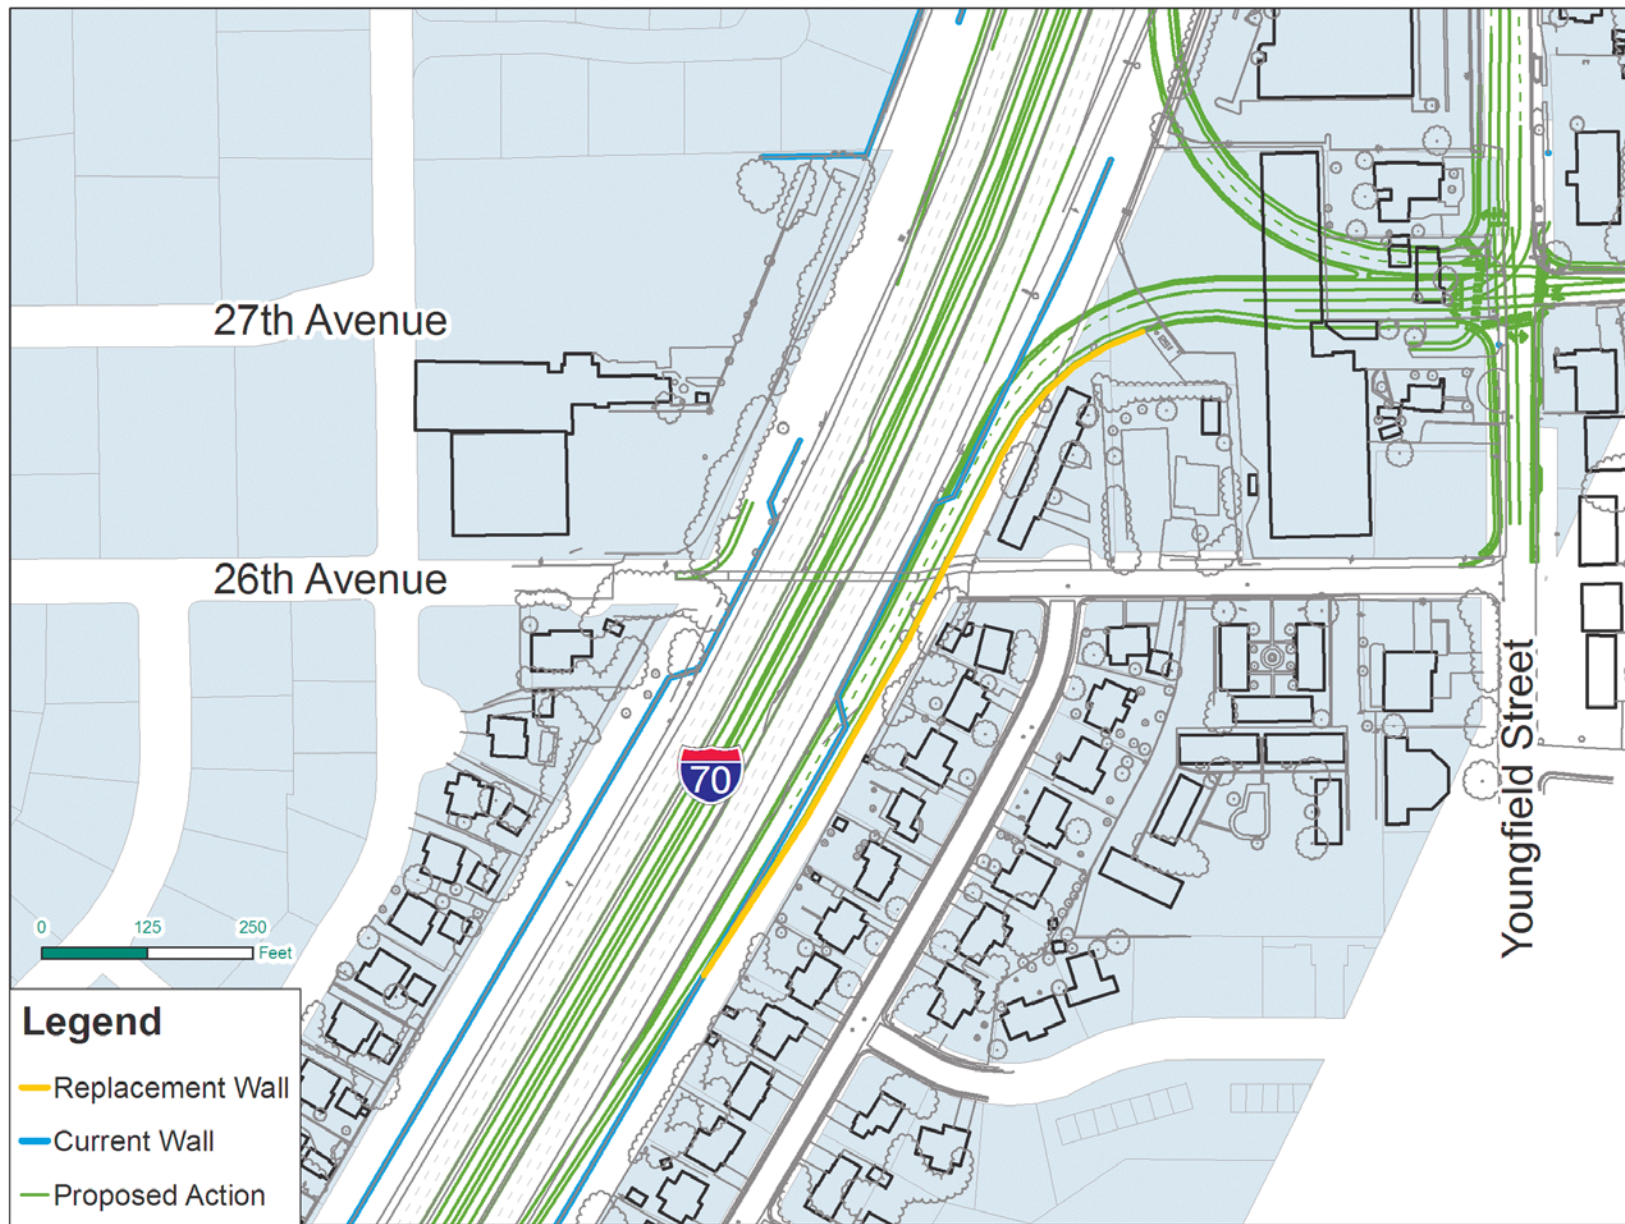 27th Avenue
26th Avenue
70
Youngfield Street
0 125 250
Feet
Legend
Replacement Wall
Current Wall
Proposed Action